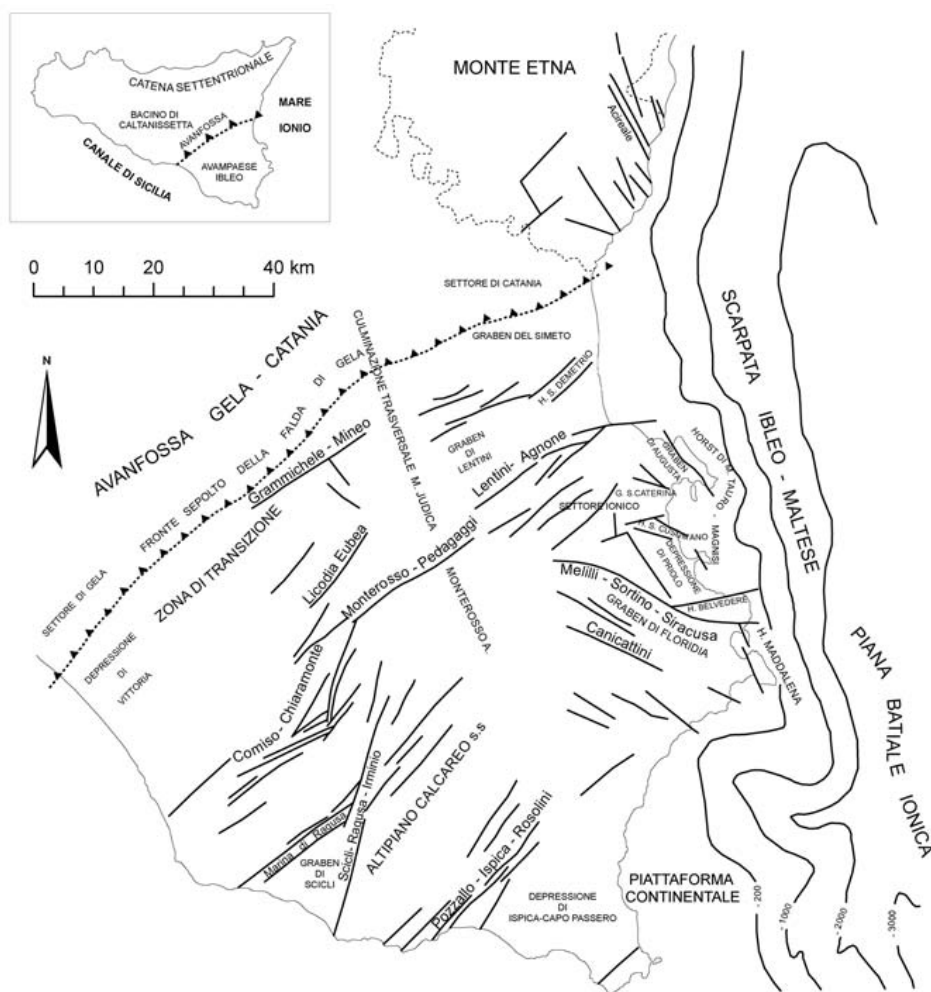 CATENA SETTENTRIONALE
BACINO DI
CALTANISSETTA
AVANFOSSA
MARE
IONIO
AVAMPAESE
IBLEO
CANALE DI SICILIA
0 10 20 40 km
N
MONTE ETNA
Acireale
SETTORE DI CATANIA
GRABEN DEL SIMETO
AVANFOSSA GELA - CATANIA
CULMINAZIONE TRASVERSALE M. JUDICA
MONTEROSSO A.
FRONTE SEPOLTO DELLA FALDA DI GELA
SETTORE DI GELA
ZONA DI TRANSIZIONE
DEPRESSIONE
DI
VITTORIA
Grammichele - Mineo
H. S. DEMETRIO
GRABEN
DI
LENTINI
Lentini- Agnone
GRABEN
DI AUGUSTA
HORST DI M. TAURO - MAGNISI
G. S. CATERINA
SETTORE IONICO
DEPRESSIONE
DI PRIOLO
Licodia Eubea
Monterosso - Pedagaggi
Melilli - Sortino - Siracusa
H. BELVEDERE
GRABEN DI FLORIDIA
Canicattini
H. MADDALENA
Comiso - Chiaramonte
Marina di Ragusa
GRABEN
DI
SCICLI
Scicli- Ragusa - Irminio
ALTIPIANO CALCAREO s.s
Pozzallo - Ispica - Rosolini
DEPRESSIONE
DI
ISPICA-CAPO PASSERO
PIATTAFORMA
CONTINENTALE
SCARPATA IBLEO - MALTESE
PIANA BATIALE IONICA
- 200
- 1000
- 2000
- 3000